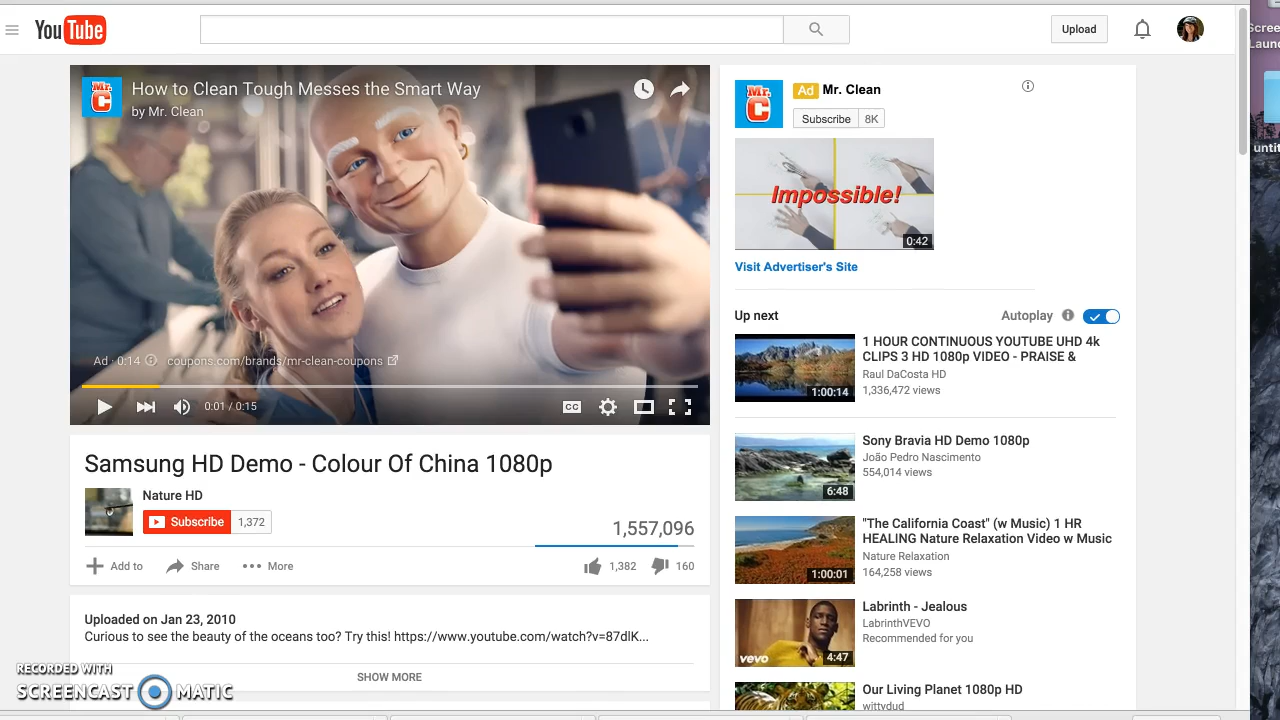 YouTube
Upload
Scree
Launc
untit
Mr.
C
How to Clean Tough Messes the Smart Way
by Mr. Clean
Ad · 0:14
coupons.com/brands/mr-clean-coupons
0:01 / 0:15
CC
Samsung HD Demo - Colour Of China 1080p
Nature HD
Subscribe 1,372
1,557,096
Add to
Share
More
1,382
160
Uploaded on Jan 23, 2010
Curious to see the beauty of the oceans too? Try this! https://www.youtube.com/watch?v=87dlK...
SHOW MORE
RECORDED WITH
SCREENCAST MATIC
Mr.
C
Ad Mr. Clean
Subscribe 8K
Impossible!
0:42
Visit Advertiser's Site
Up next
Autoplay
1:00:14
1 HOUR CONTINUOUS YOUTUBE UHD 4k
CLIPS 3 HD 1080p VIDEO - PRAISE &
Raul DaCosta HD
1,336,472 views
6:48
Sony Bravia HD Demo 1080p
João Pedro Nascimento
554,014 views
1:00:01
"The California Coast" (w Music) 1 HR
HEALING Nature Relaxation Video w Music
Nature Relaxation
164,258 views
vevo
4:47
Labrinth - Jealous
LabrinthVEVO
Recommended for you
Our Living Planet 1080p HD
wittydud